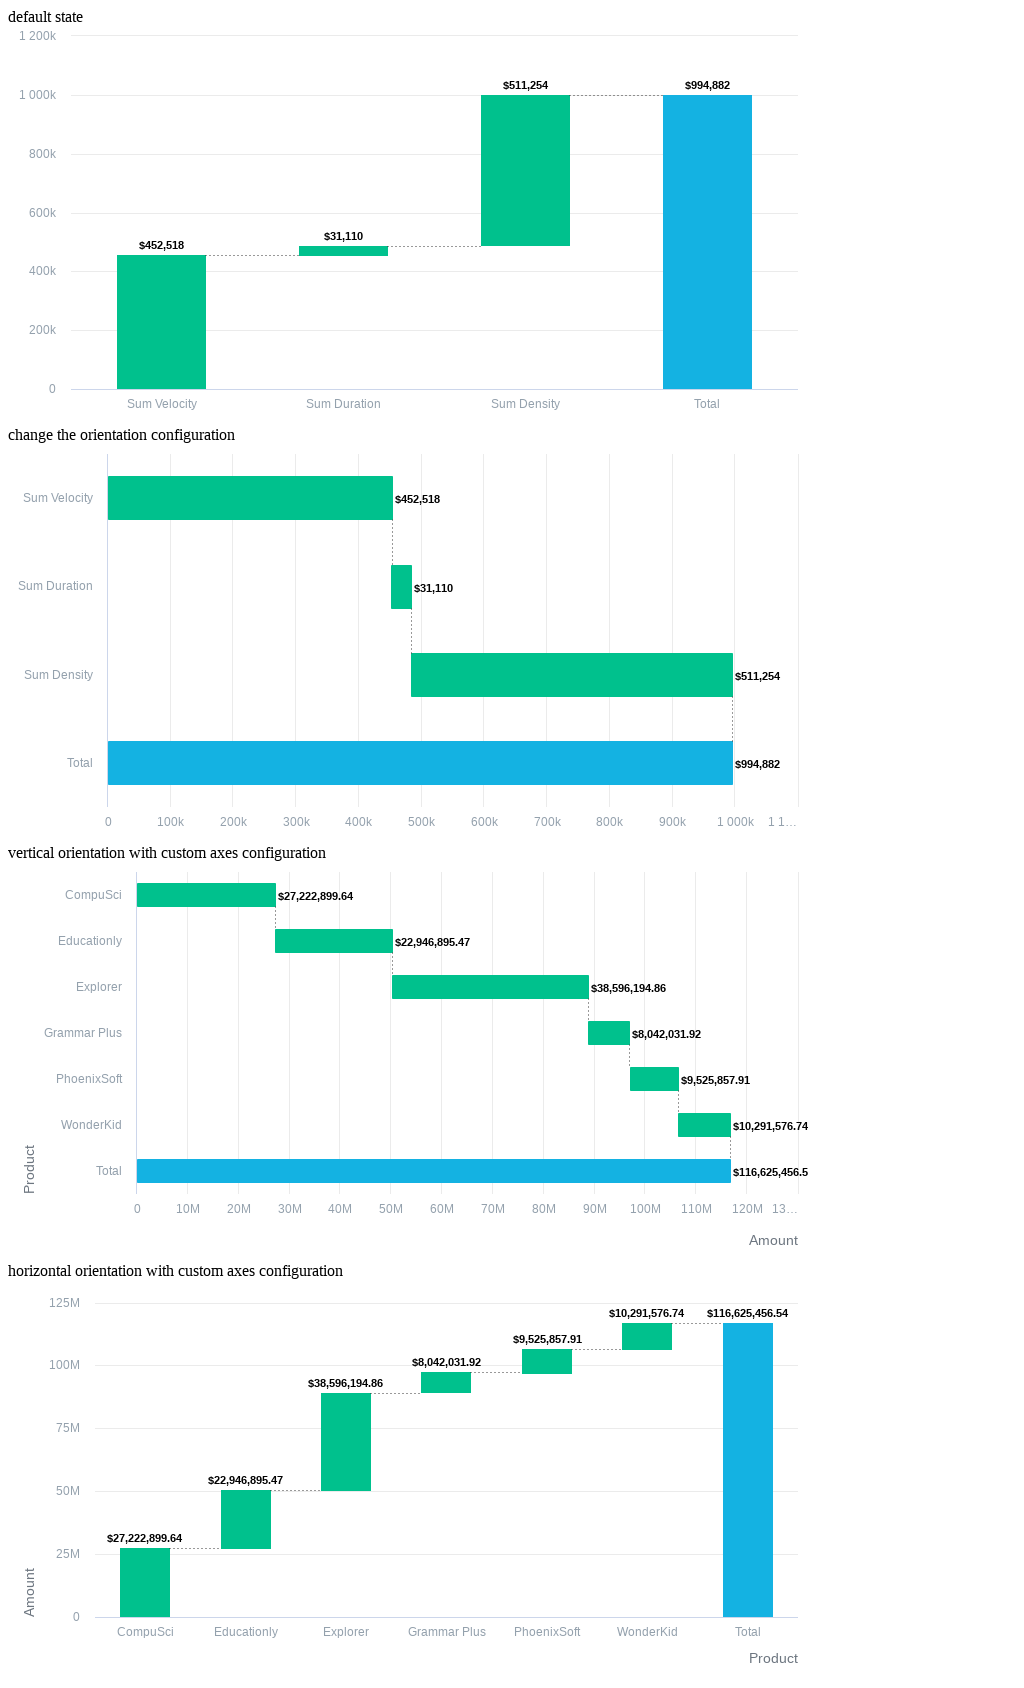 default state
1 200k
1 000k
800k
600k
400k
200k
0
$452,518
$31,110
$511,254
$994,882
Sum Velocity
Sum Duration
Sum Density
Total
change the orientation configuration
Sum Velocity
$452,518
Sum Duration
$31,110
Sum Density
$511,254
Total
$994,882
0 100k 200k 300k 400k 500k 600k 700k 800k 900k 1 000k 1 1…
vertical orientation with custom axes configuration
CompuSci
$27,222,899.64
Educationly
$22,946,895.47
Explorer
$38,596,194.86
Grammar Plus
$8,042,031.92
PhoenixSoft
$9,525,857.91
WonderKid
$10,291,576.74
Total
$116,625,456.5
Product
0 10M 20M 30M 40M 50M 60M 70M 80M 90M 100M 110M 120M 13…
Amount
horizontal orientation with custom axes configuration
125M
100M
75M
50M
25M
0
Amount
$27,222,899.64
$22,946,895.47
$38,596,194.86
$8,042,031.92
$9,525,857.91
$10,291,576.74
$116,625,456.54
CompuSci
Educationly
Explorer
Grammar Plus
PhoenixSoft
WonderKid
Total
Product